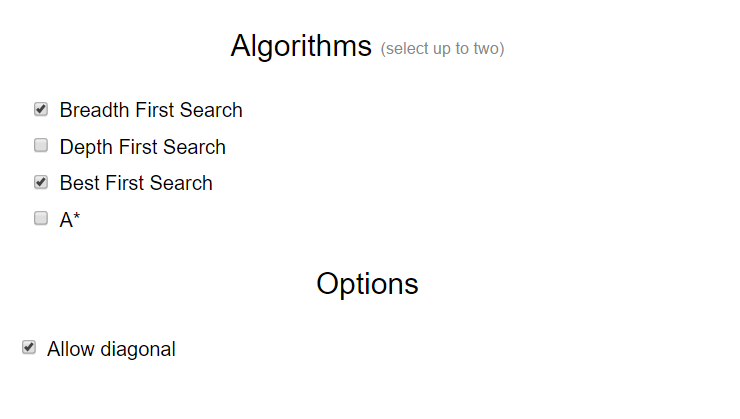 Algorithms (select up to two)
Breadth First Search
Depth First Search
Best First Search
A*
Options
Allow diagonal